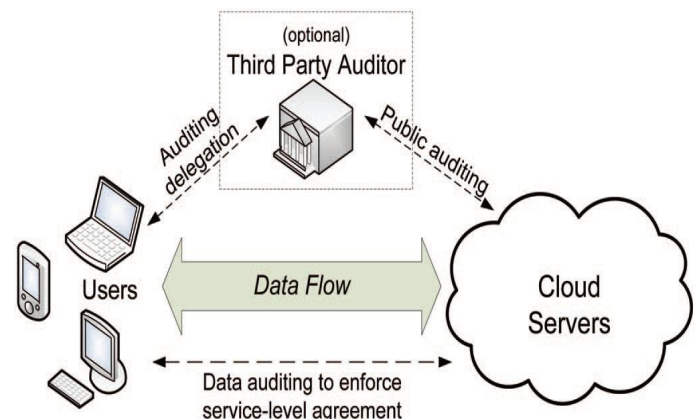 (optional)
Third Party Auditor
Auditing
delegation
Public auditing
Users
Data Flow
Cloud
Servers
Data auditing to enforce
service-level agreement